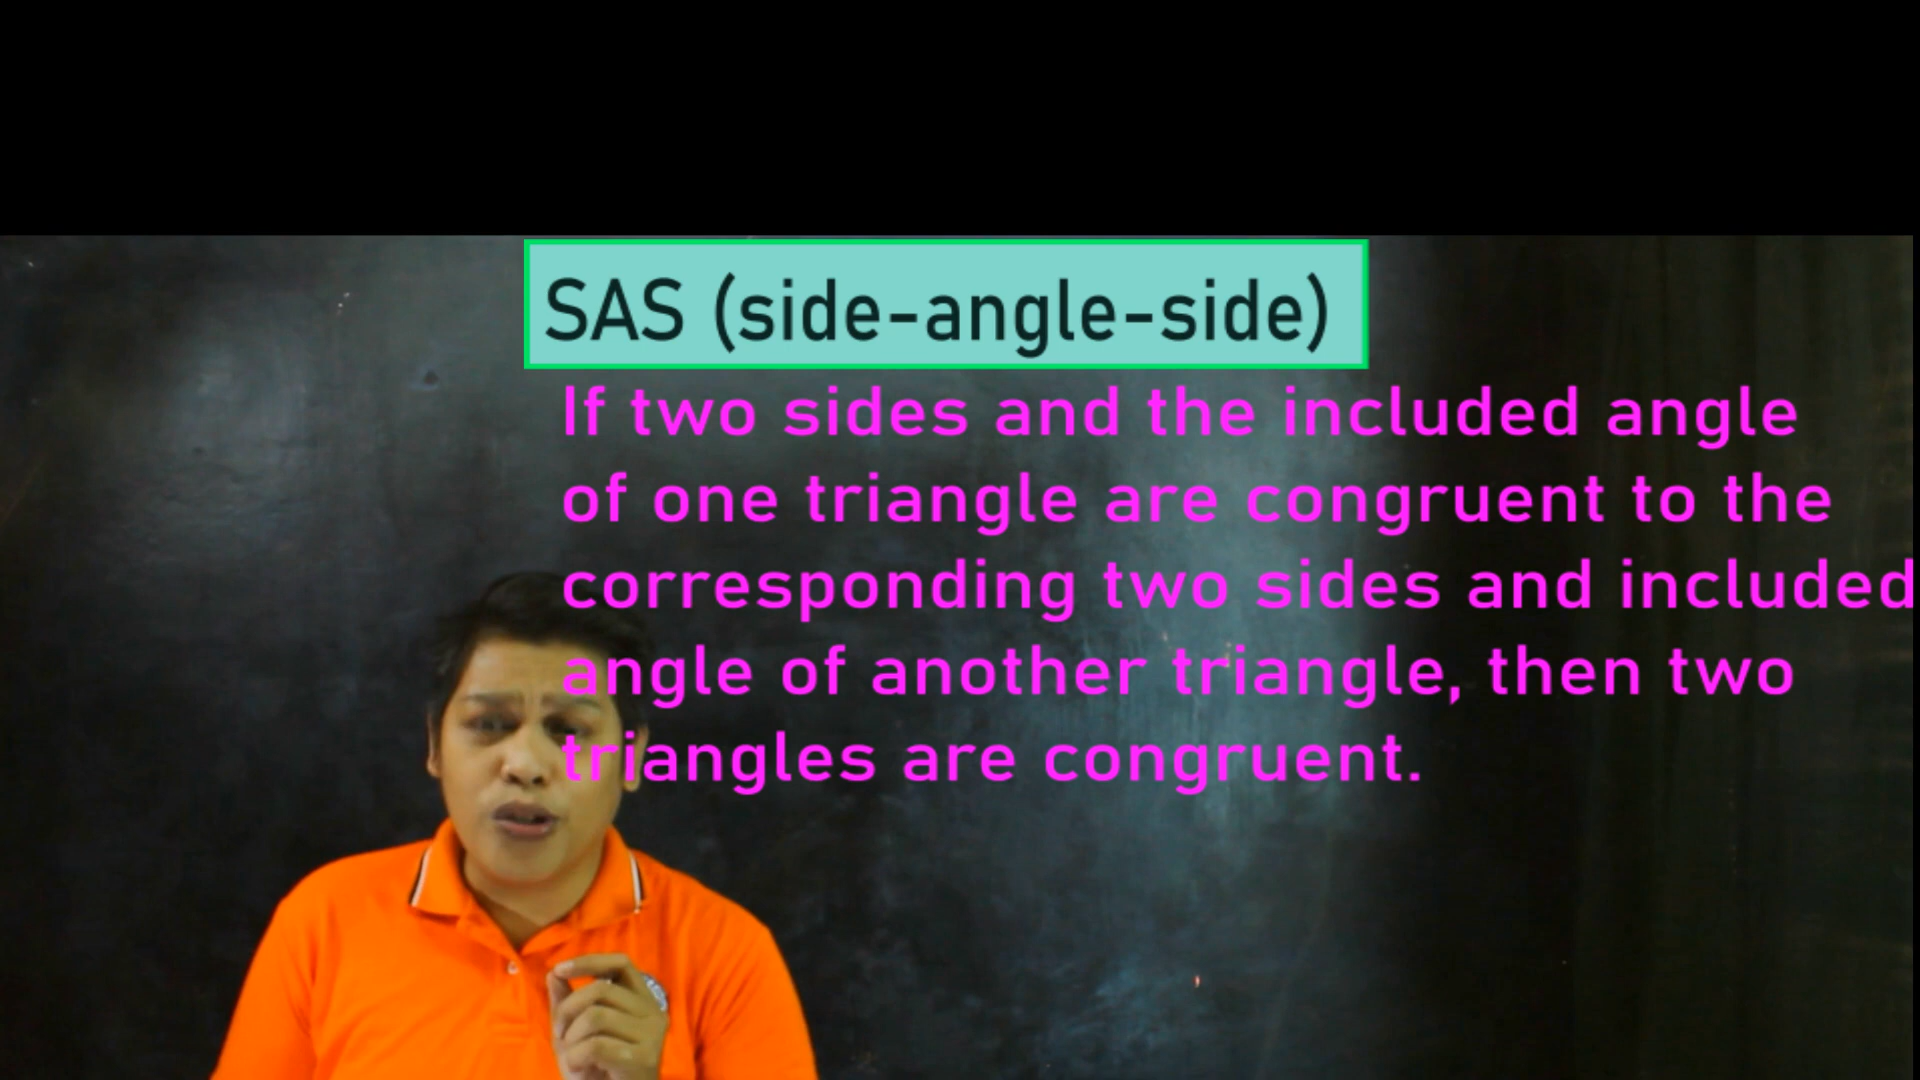 SAS (side-angle-side)
If two sides and the included angle
of one triangle are congruent to the
corresponding two sides and included
angle of another triangle, then two
triangles are congruent.